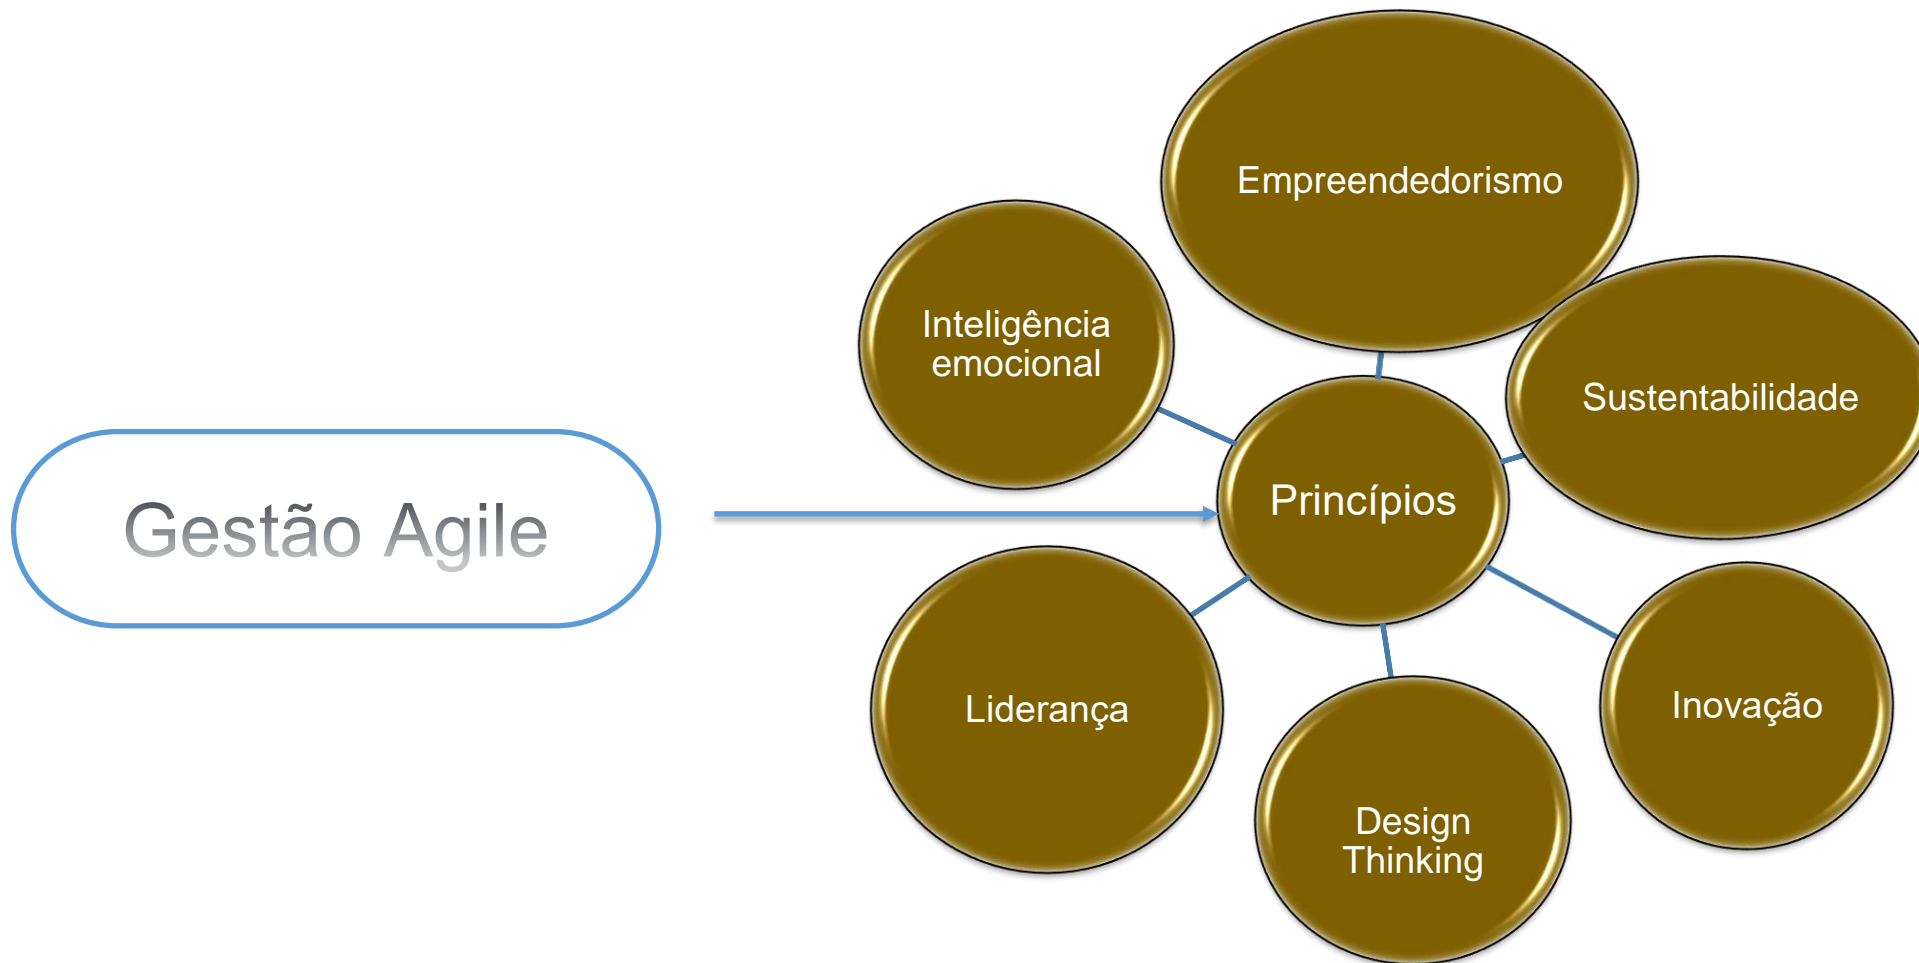 Gestão Agile
Princípios
Empreendedorismo
Sustentabilidade
Inovação
Design
Thinking
Liderança
Inteligência
emocional